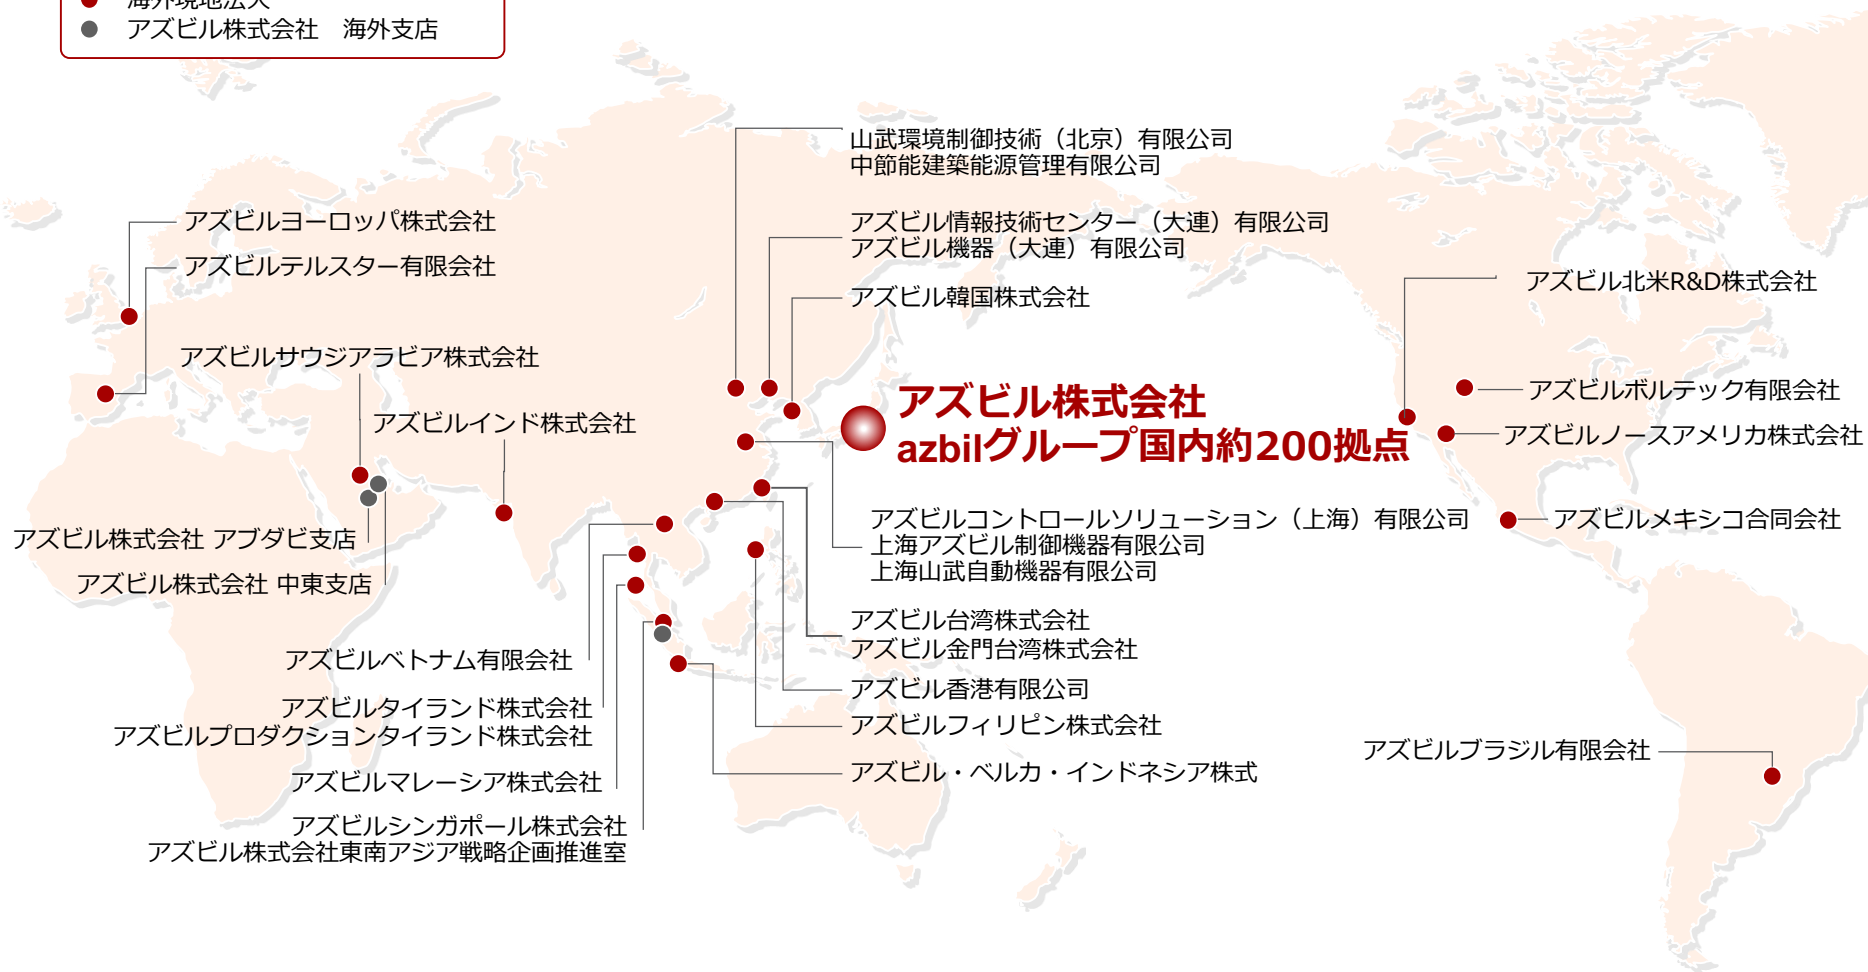 海外現地法人
アズビル株式会社　海外支店
山武環境制御技術（北京）有限公司
中節能建築能源管理有限公司
アズビルヨーロッパ株式会社
アズビル情報技術センター（大連）有限公司
アズビル機器（大連）有限公司
アズビルテルスター有限会社
アズビル北米R&D株式会社
アズビル韓国株式会社
アズビルサウジアラビア株式会社
アズビルボルテック有限会社
アズビル株式会社
azbilグループ国内約200拠点
アズビルインド株式会社
アズビルノースアメリカ株式会社
アズビルコントロールソリューション（上海）有限公司
上海アズビル制御機器有限公司
上海山武自動機器有限公司
アズビルメキシコ合同会社
アズビル株式会社 アブダビ支店
アズビル株式会社 中東支店
アズビル台湾株式会社
アズビル金門台湾株式会社
アズビルベトナム有限会社
アズビル香港有限公司
アズビルタイランド株式会社
アズビルプロダクションタイランド株式会社
アズビルフィリピン株式会社
アズビルブラジル有限会社
アズビルマレーシア株式会社
アズビル・ベルカ・インドネシア株式
アズビルシンガポール株式会社
アズビル株式会社東南アジア戦略企画推進室